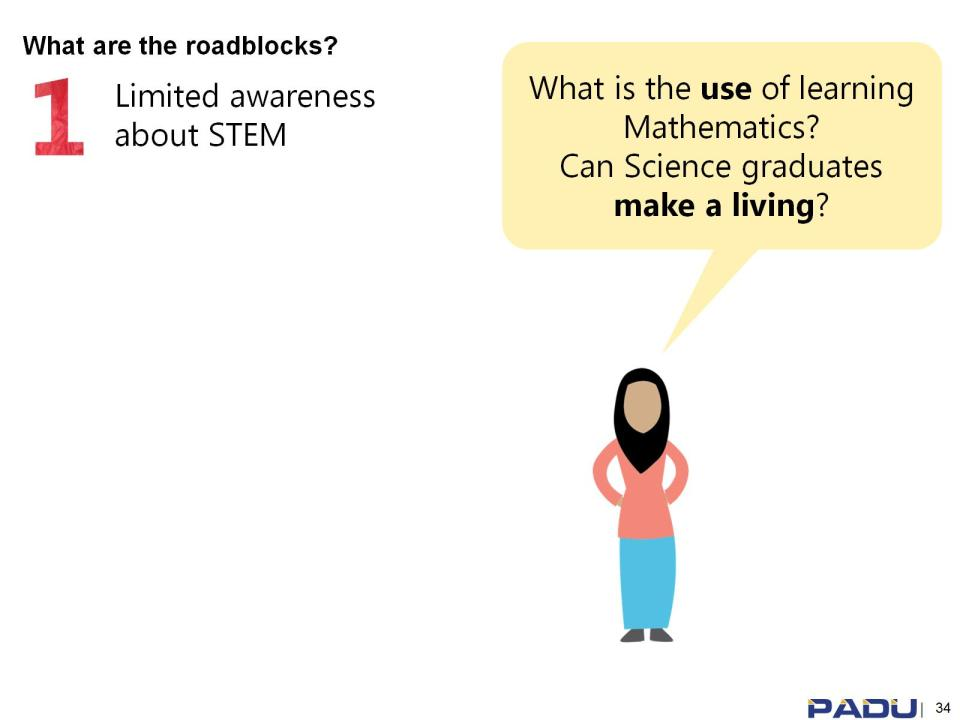 What are the roadblocks?
1
Limited awareness
about STEM
What is the use of learning
Mathematics?
Can Science graduates
make a living?
PADU | 34